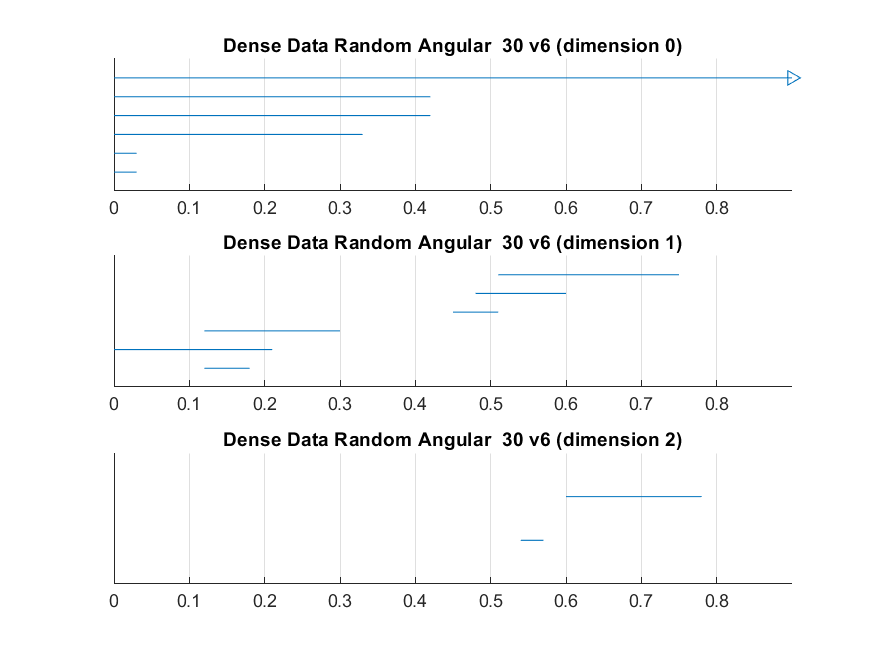 Dense Data Random Angular  30 v6 (dimension 0)
0 0.1 0.2 0.3 0.4 0.5 0.6 0.7 0.8
Dense Data Random Angular  30 v6 (dimension 1)
0 0.1 0.2 0.3 0.4 0.5 0.6 0.7 0.8
Dense Data Random Angular  30 v6 (dimension 2)
0 0.1 0.2 0.3 0.4 0.5 0.6 0.7 0.8